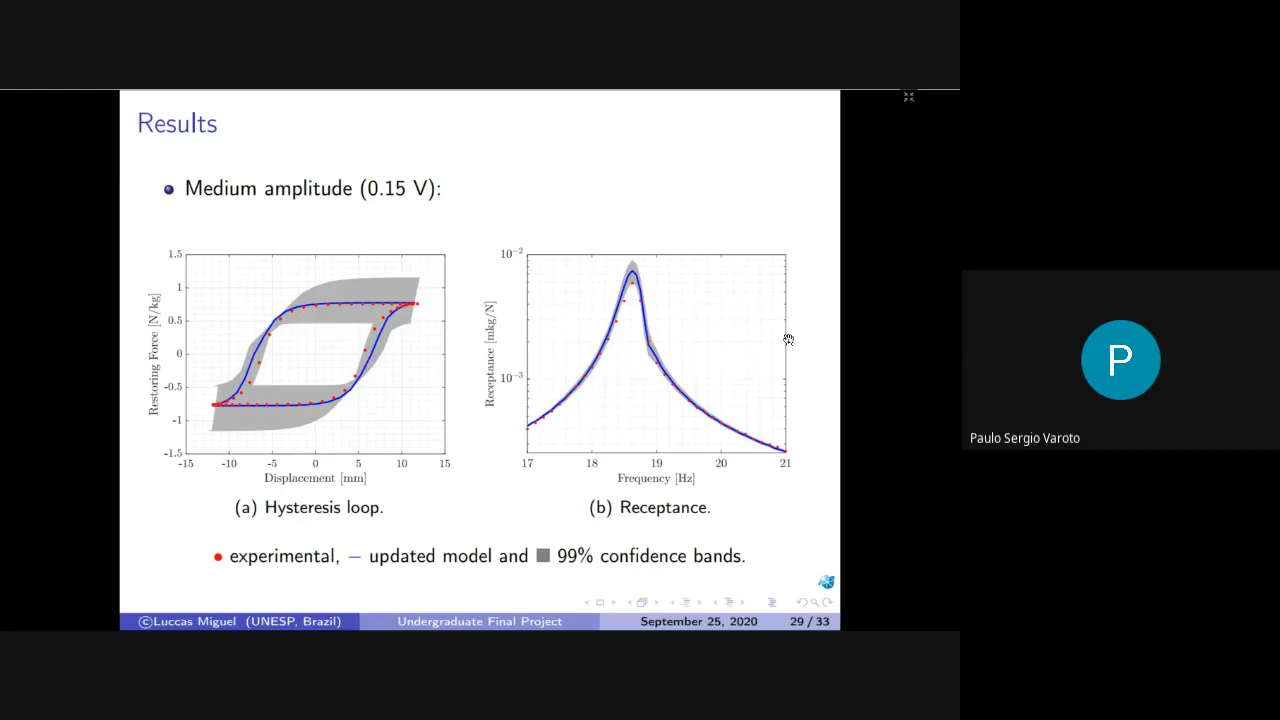 Results
Medium amplitude (0.15 V):
1.5
1
0.5
0
-0.5
-1
-1.5
-15 -10 -5 0 5 10 15
Restoring Force [N/kg]
Displacement [mm]
(a) Hysteresis loop.
10⁻²
10⁻³
17 18 19 20 21
Receptance [mkg/N]
Frequency [Hz]
(b) Receptance.
experimental, – updated model and 99% confidence bands.
©Luccas Miguel (UNESP, Brazil) Undergraduate Final Project September 25, 2020 29 / 33
P
Paulo Sergio Varoto